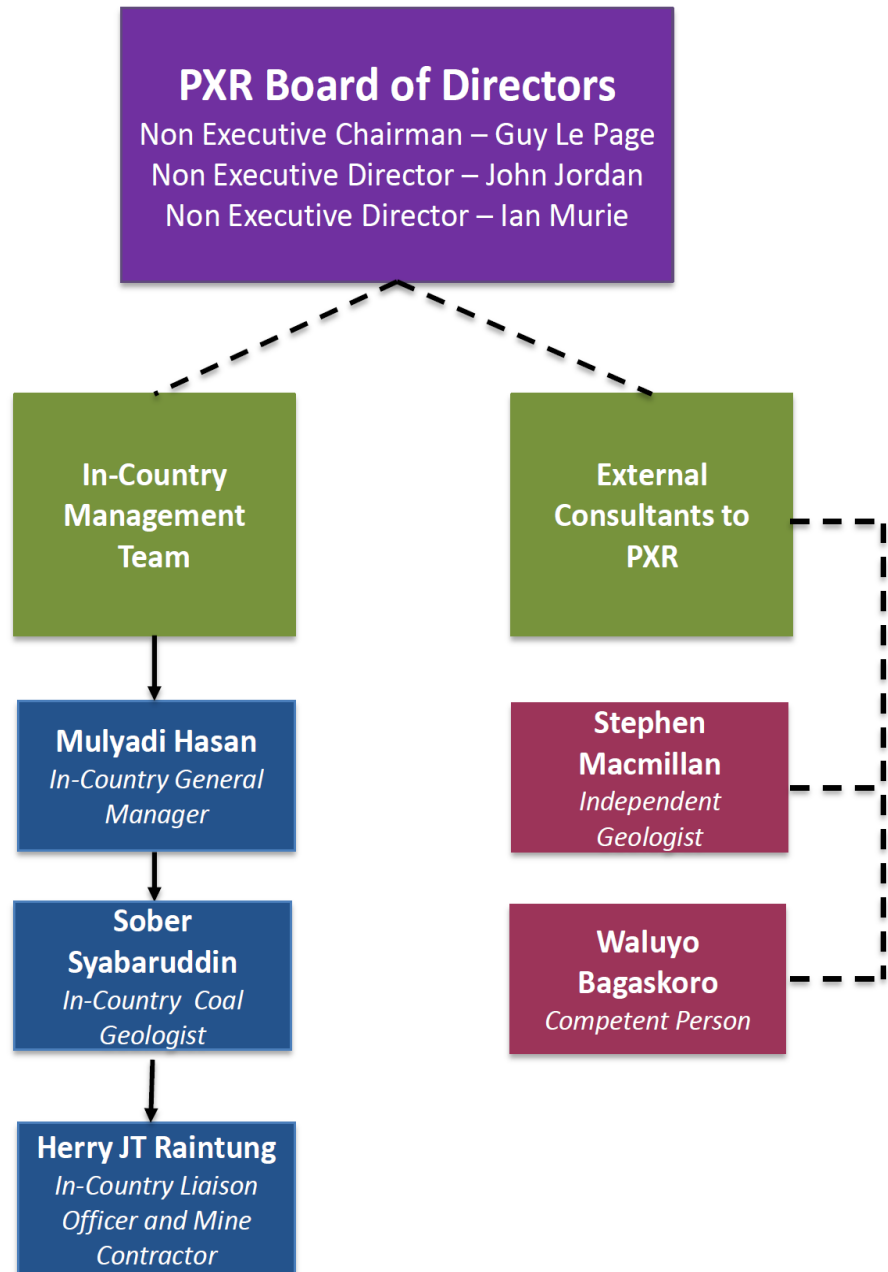 PXR Board of Directors
Non Executive Chairman – Guy Le Page
Non Executive Director – John Jordan
Non Executive Director – Ian Murie
In-Country
Management
Team
External
Consultants to
PXR
Mulyadi Hasan
In-Country General
Manager
Stephen
Macmillan
Independent
Geologist
Sober
Syabaruddin
In-Country  Coal
Geologist
Waluyo
Bagaskoro
Competent Person
Herry JT Raintung
In-Country Liaison
Officer and Mine
Contractor